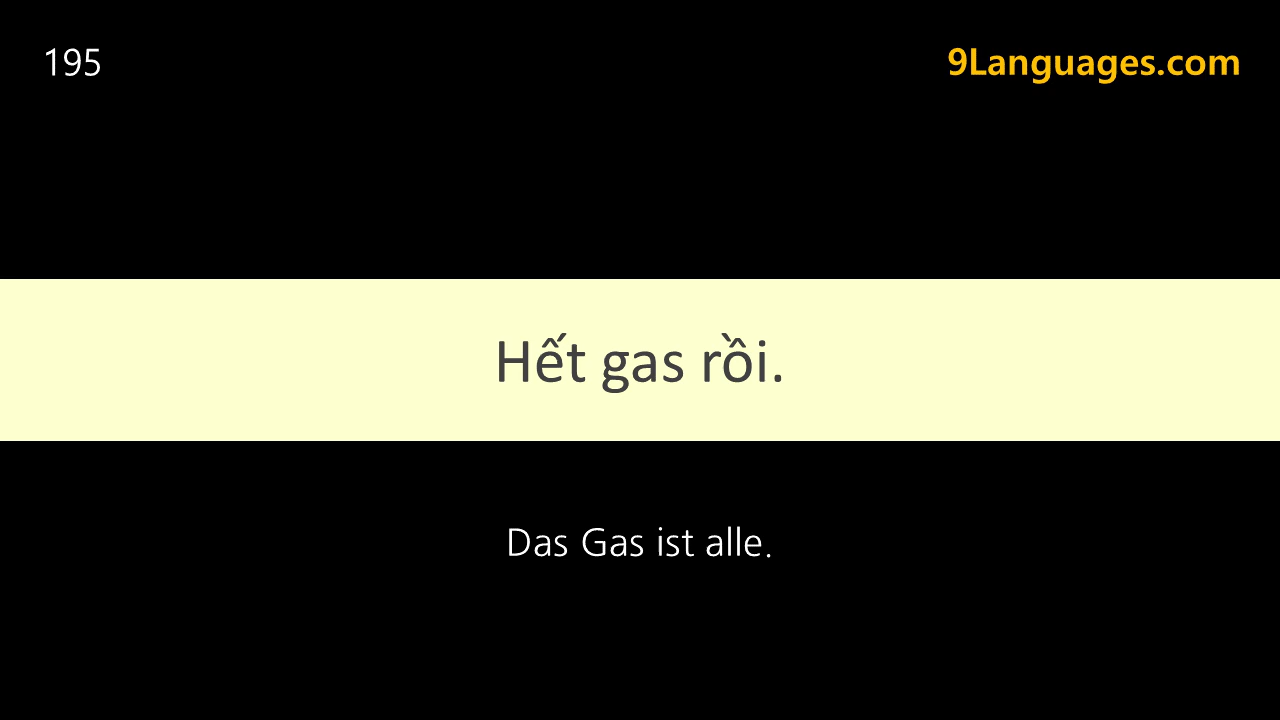 195
9Languages.com
Hết gas rồi.
Das Gas ist alle.